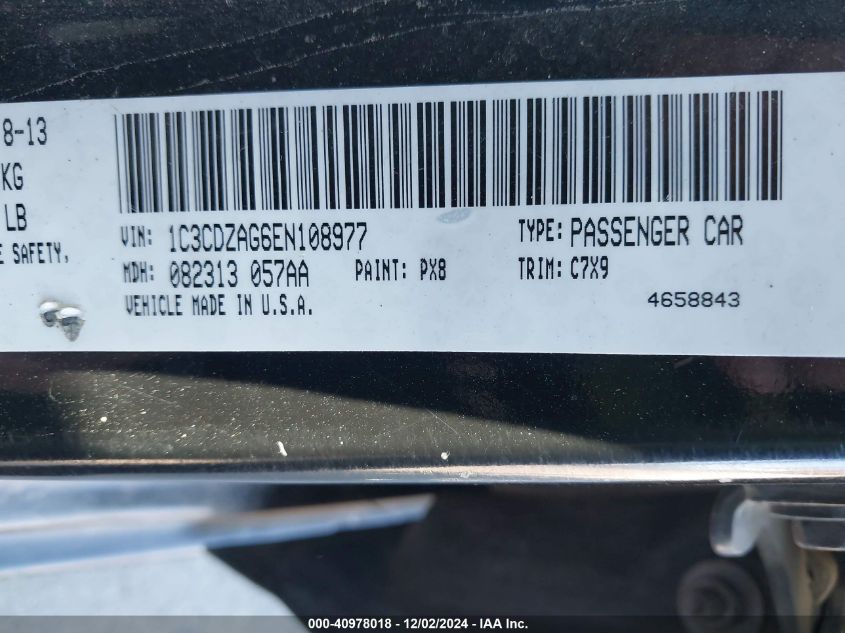 8-13
KG
LB
E SAFETY,
VIN: 1C3CDZAG6EN108977
TYPE: PASSENGER CAR
MDH: 082313 057AA
PAINT: PX8
TRIM: C7X9
VEHICLE MADE IN U.S.A.
4658843
000-40978018 - 12/02/2024 - IAA Inc.